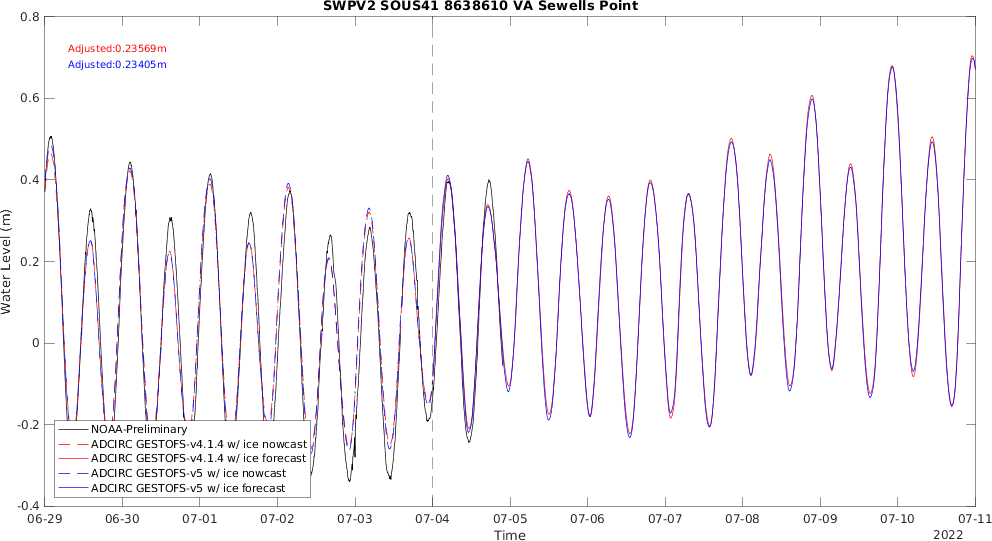 SWPV2 SOUS41 8638610 VA Sewells Point
Adjusted:0.23569m
Adjusted:0.23405m
Water Level (m)
0.8
0.6
0.4
0.2
0
-0.2
-0.4
NOAA-Preliminary
ADCIRC GESTOFS-v4.1.4 w/ ice nowcast
ADCIRC GESTOFS-v4.1.4 w/ ice forecast
ADCIRC GESTOFS-v5 w/ ice nowcast
ADCIRC GESTOFS-v5 w/ ice forecast
06-29 06-30 07-01 07-02 07-03 07-04 07-05 07-06 07-07 07-08 07-09 07-10 07-11
Time
2022